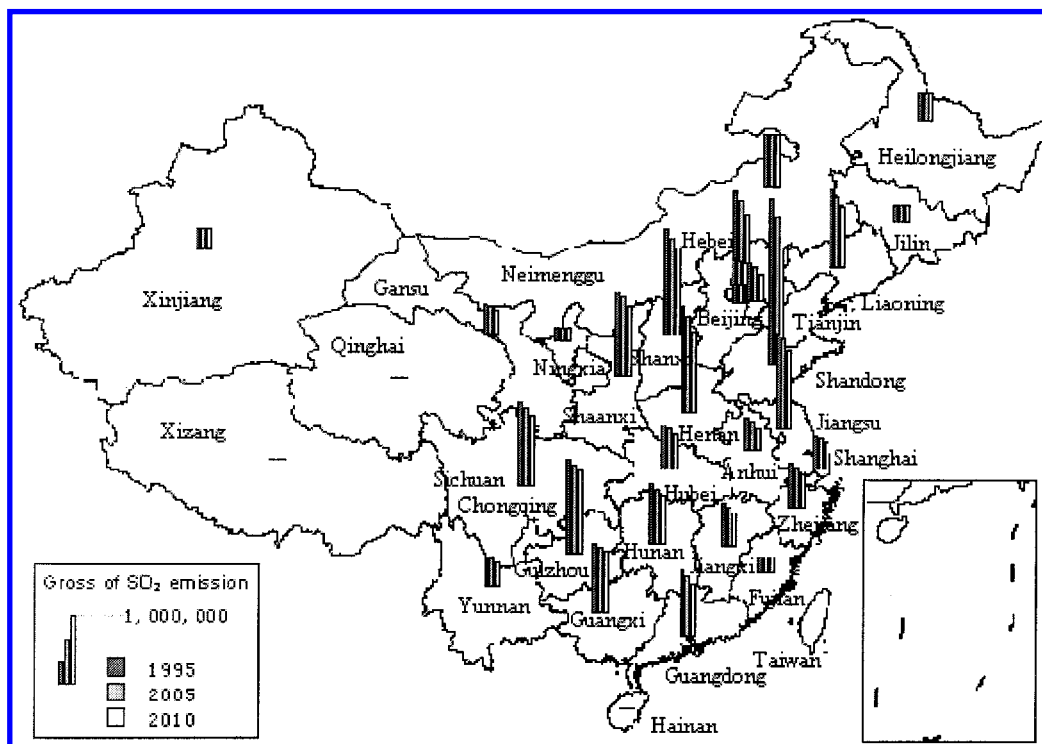 Heilongjiang
Jilin
Hebei
Neimenggu
Gansu
Xinjiang
Liaoning
Beijing
Tianjin
Qinghai
Ningxia
Shanxi
Shandong
Shaanxi
Jiangsu
Xizang
Henan
Anhui
Shanghai
Sichuan
Chongqing
Hubei
Zhejiang
Hunan
Jiangxi
Guizhou
Yunnan
Guangxi
Fujian
Taiwan
Guangdong
Hainan
Gross of SO₂ emission
1,000,000
1995
2005
2010